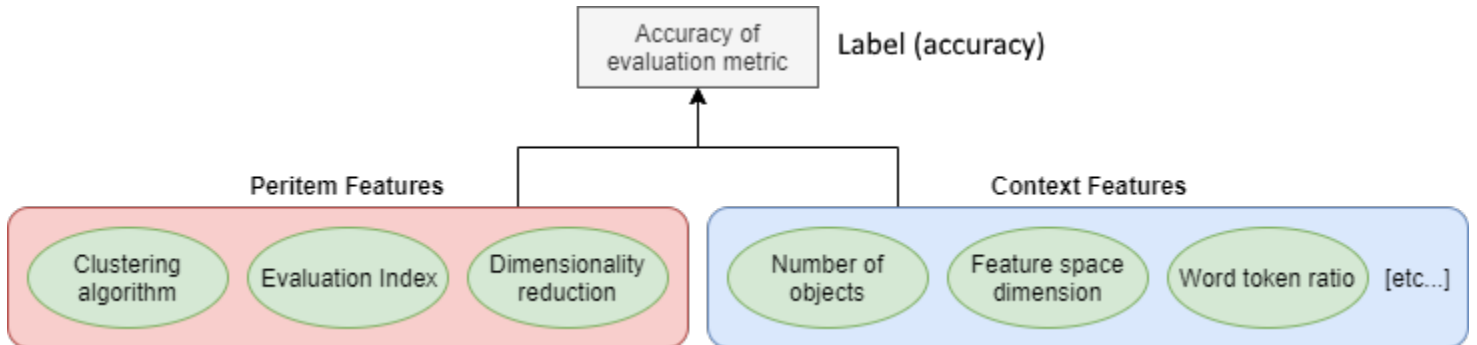 Accuracy of
evaluation metric
Label (accuracy)
Peritem Features
Context Features
Clustering
algorithm
Evaluation Index
Dimensionality
reduction
Number of
objects
Feature space
dimension
Word token ratio
[etc...]